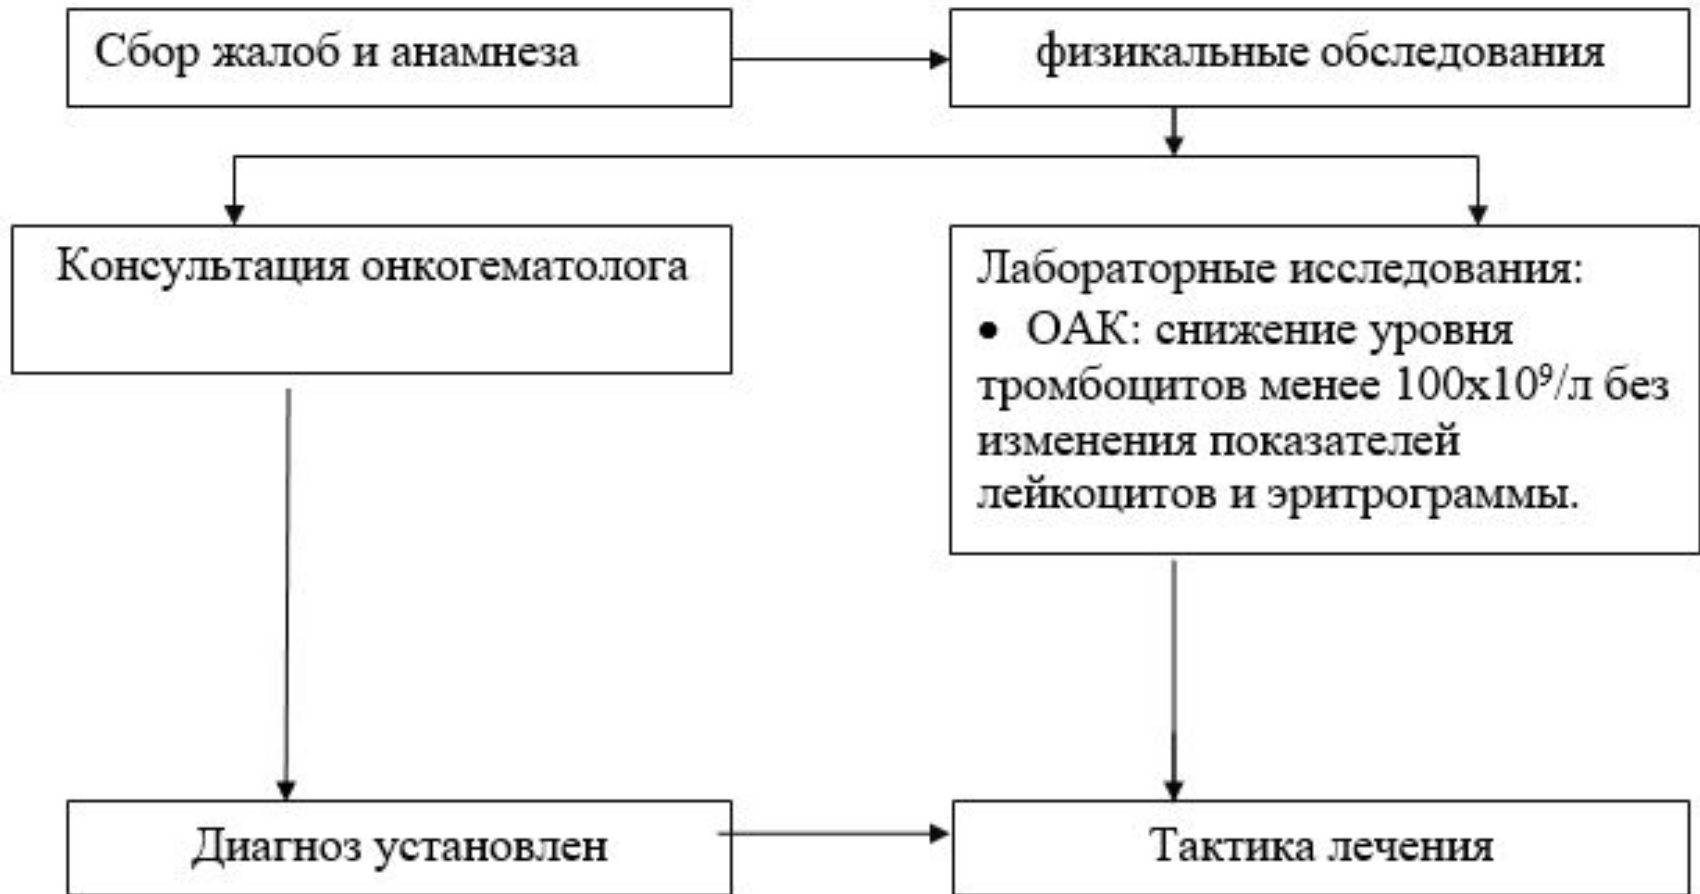 Сбор жалоб и анамнеза
физикальные обследования
Консультация онкогематолога
Лабораторные исследования:
• ОАК: снижение уровня
тромбоцитов менее 100х10⁹/л без
изменения показателей
лейкоцитов и эритрограммы.
Диагноз установлен
Тактика лечения